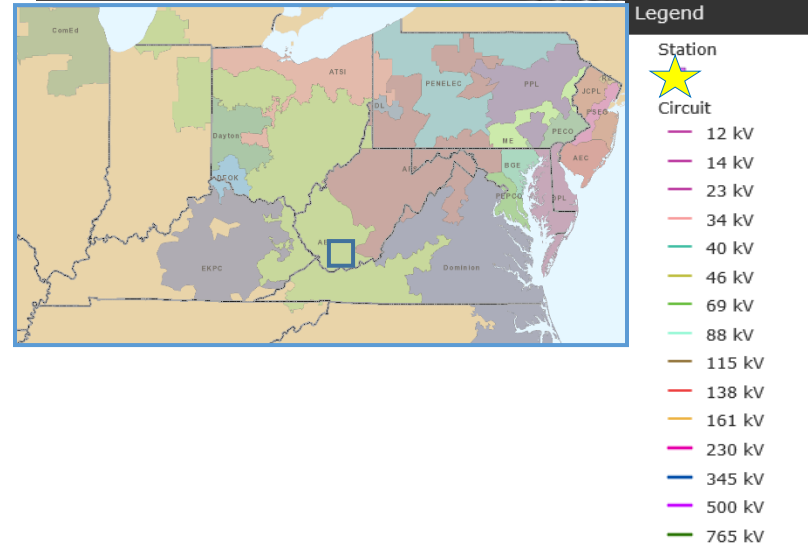 Legend
Station
Circuit
12 kV
14 kV
23 kV
34 kV
40 kV
46 kV
69 kV
88 kV
115 kV
138 kV
161 kV
230 kV
345 kV
500 kV
765 kV
ComEd
ATSI
PENELEC
PPL
JCPL
PSEG
DL
Dayton
ME
PECO
AEC
BGE
DEOK
PEPCO
EKPC
Dominion